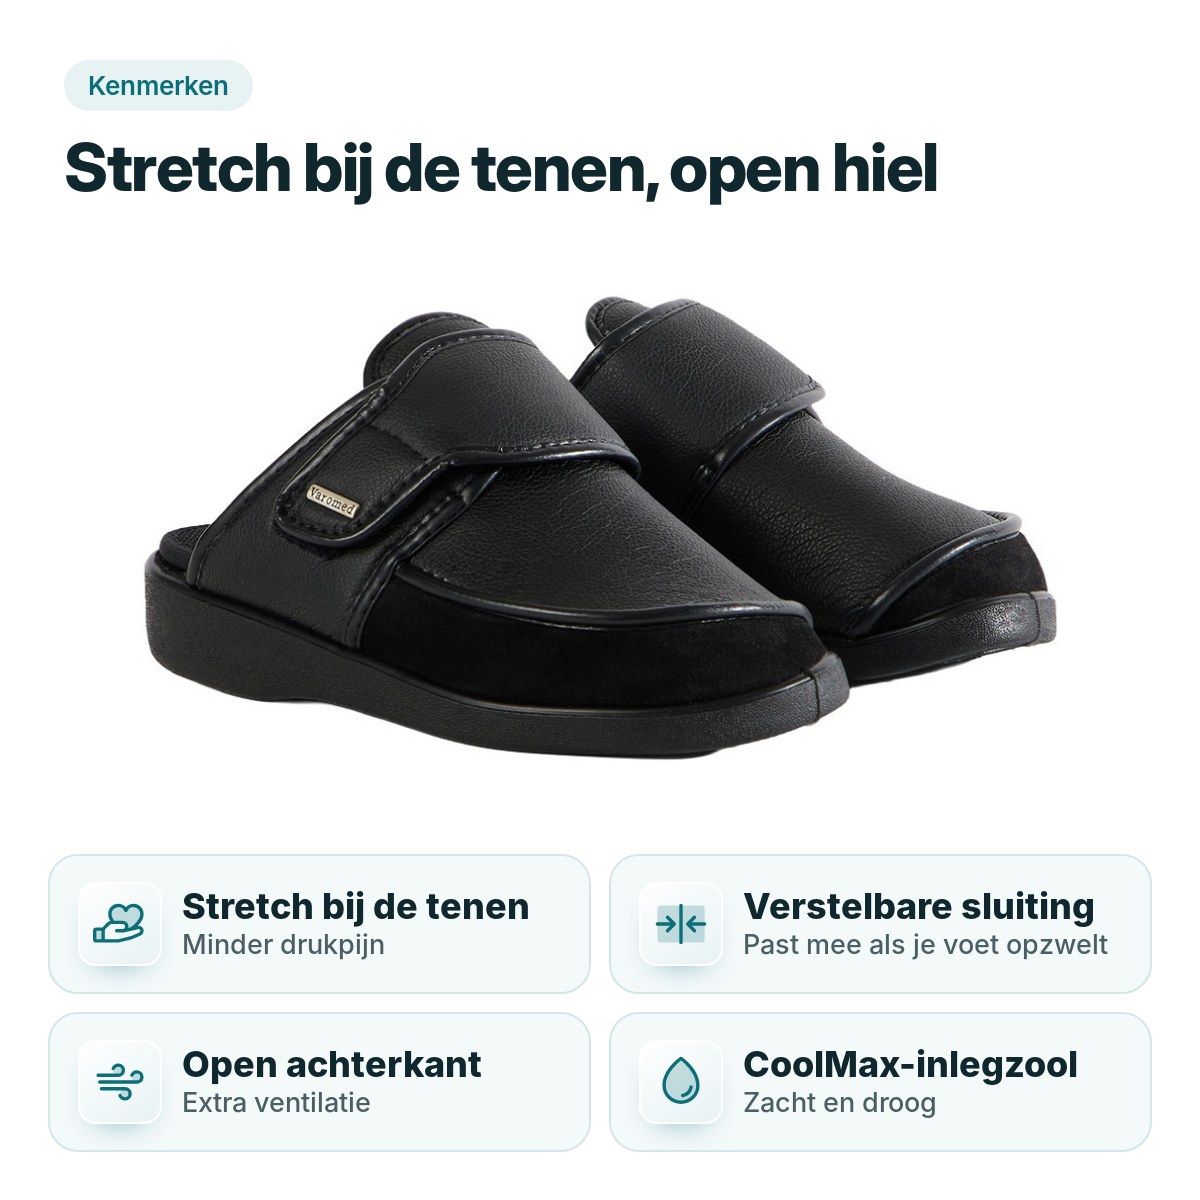 Kenmerken
Stretch bij de tenen, open hiel
Varomed
Stretch bij de tenen
Minder drukpijn
Verstelbare sluiting
Past mee als je voet opzwelt
Open achterkant
Extra ventilatie
CoolMax-inlegzool
Zacht en droog